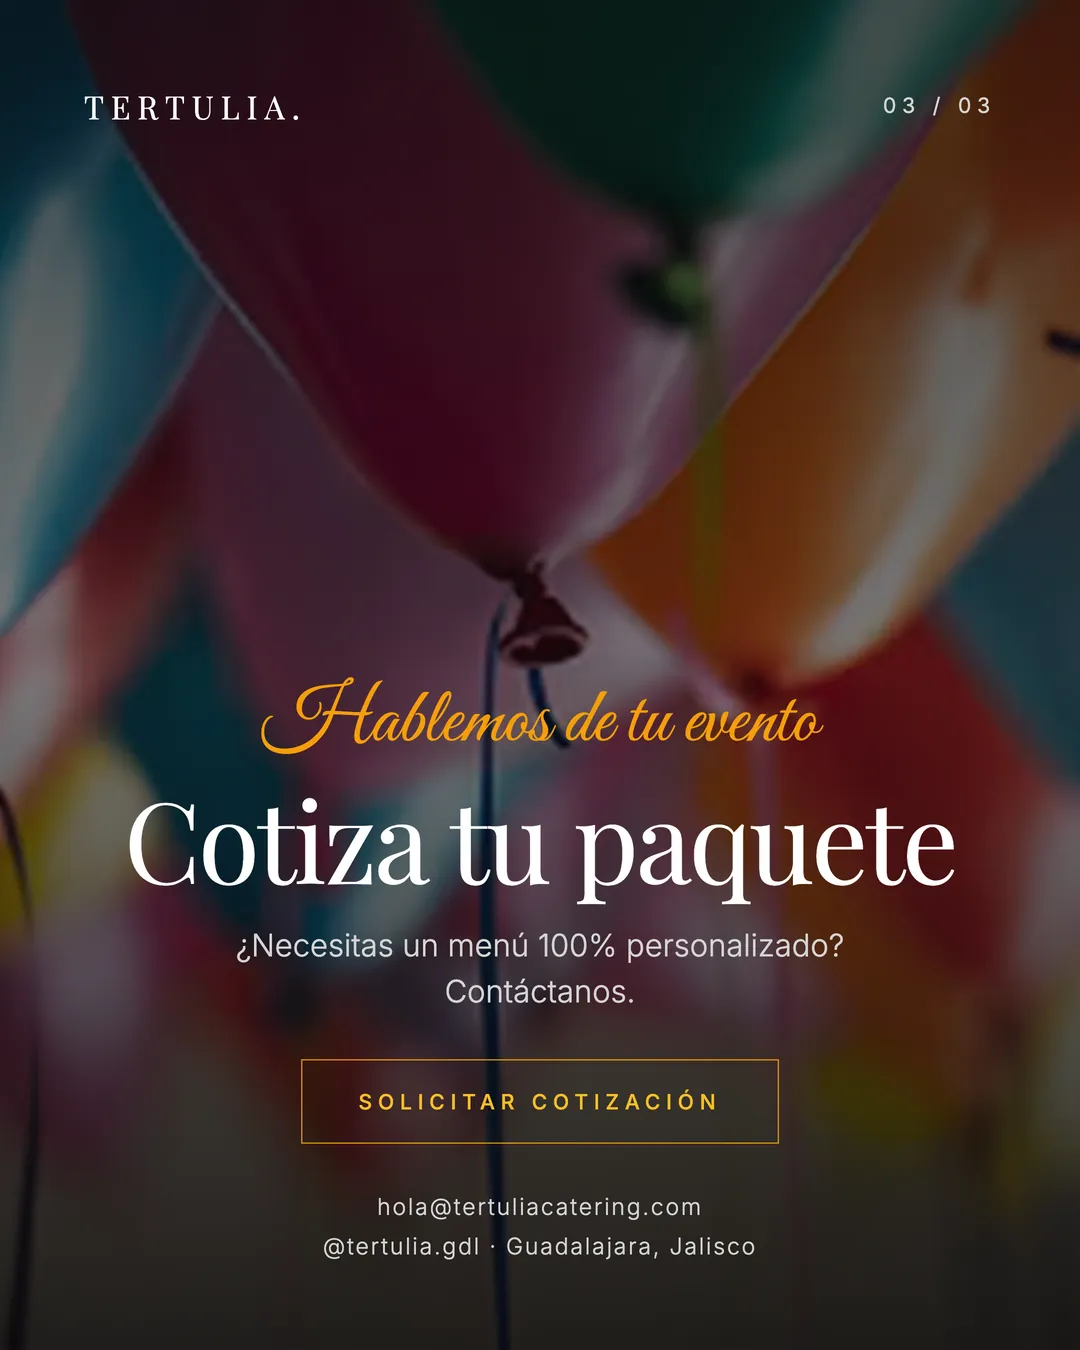 TERTULIA.
03 / 03
Hablemos de tu evento
Cotiza tu paquete
¿Necesitas un menú 100% personalizado?
Contáctanos.
SOLICITAR COTIZACIÓN
hola@tertuliacatering.com
@tertulia.gdl · Guadalajara, Jalisco